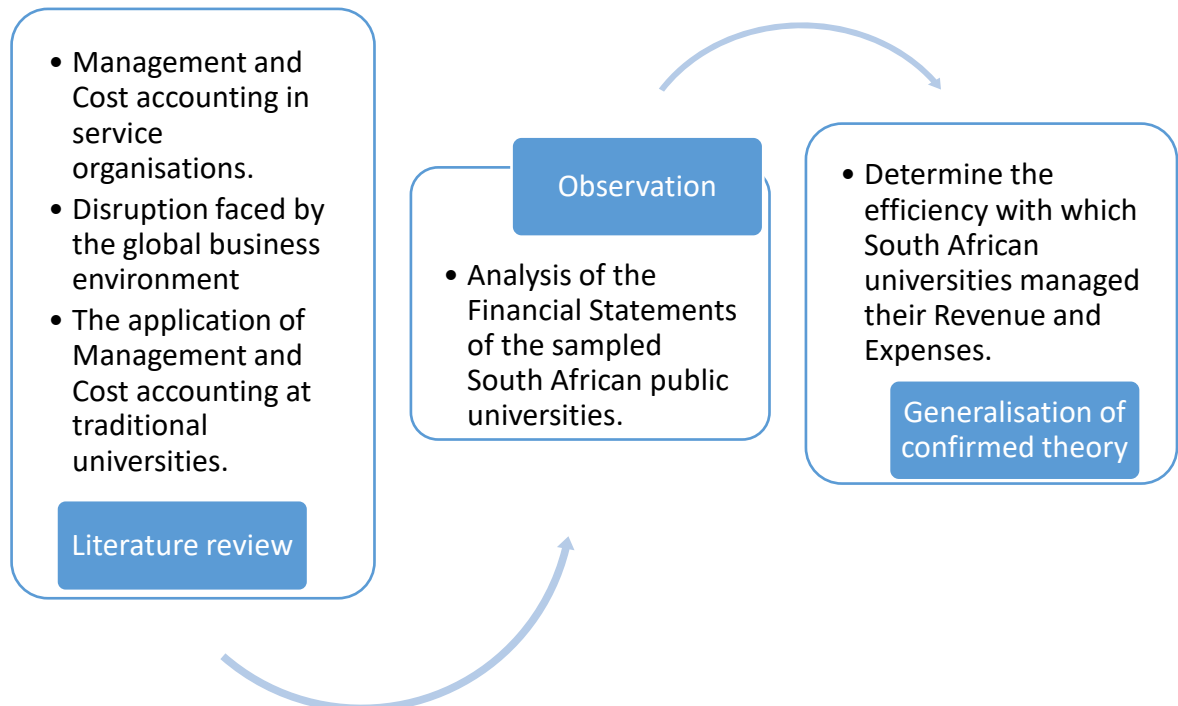 • Management and
Cost accounting in
service
organisations.
• Disruption faced by
the global business
environment
• The application of
Management and
Cost accounting at
traditional
universities.
Literature review
Observation
• Analysis of the
Financial Statements
of the sampled
South African public
universities.
• Determine the
efficiency with which
South African
universities managed
their Revenue and
Expenses.
Generalisation of
confirmed theory